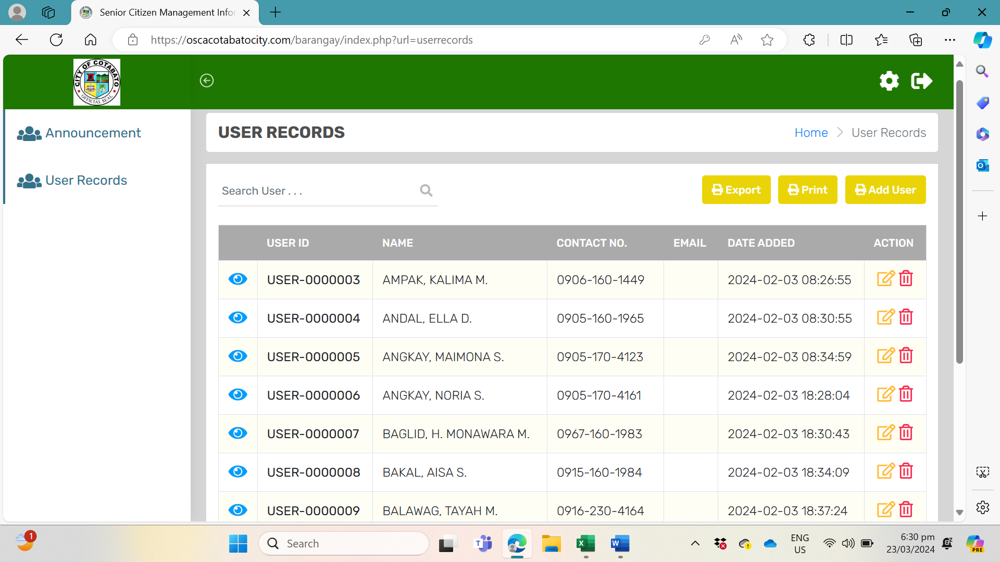 Senior Citizen Management Infor
https://oscacotabatocity.com/barangay/index.php?url=userrecords
CITY OF COTABATO
OFFICIAL SEAL
Announcement
User Records
USER RECORDS
Home
User Records
Search User . . .
Export
Print
Add User
USER ID NAME CONTACT NO. EMAIL DATE ADDED ACTION
USER-0000003 AMPAK, KALIMA M. 0906-160-1449 2024-02-03 08:26:55
USER-0000004 ANDAL, ELLA D. 0905-160-1965 2024-02-03 08:30:55
USER-0000005 ANGKAY, MAIMONA S. 0905-170-4123 2024-02-03 08:34:59
USER-0000006 ANGKAY, NORIA S. 0905-170-4161 2024-02-03 18:28:04
USER-0000007 BAGLID, H. MONAWARA M. 0967-160-1983 2024-02-03 18:30:43
USER-0000008 BAKAL, AISA S. 0915-160-1984 2024-02-03 18:34:09
USER-0000009 BALAWAG, TAYAH M. 0916-230-4164 2024-02-03 18:37:24
1
Search
ENG
US
6:30 pm
23/03/2024
PRE